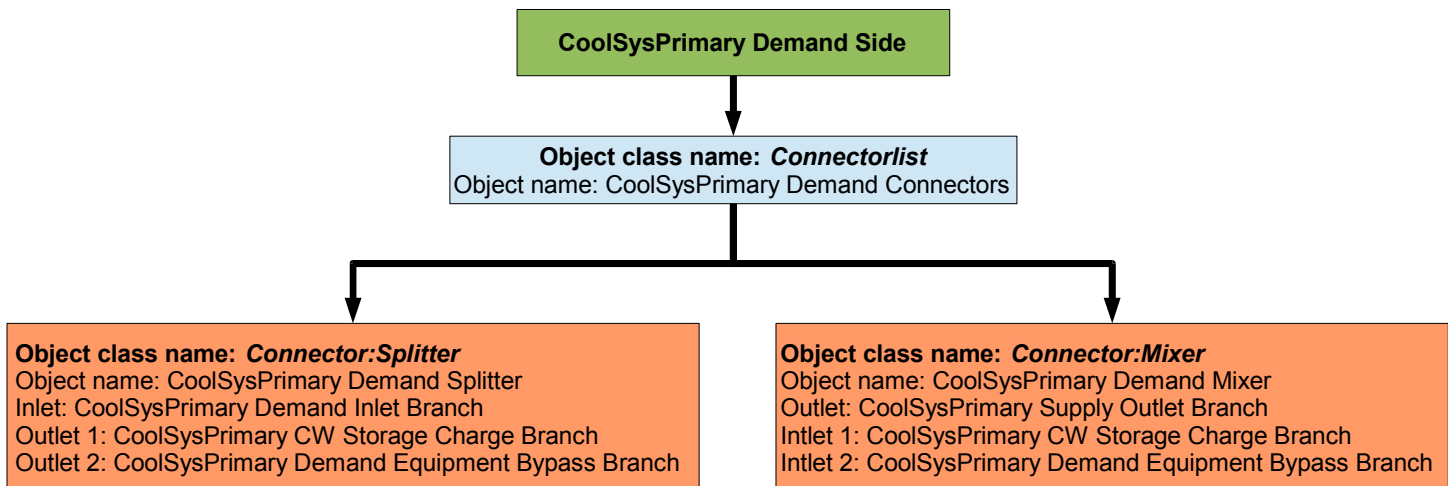 CoolSysPrimary Demand Side
Object class name: Connectorlist
Object name: CoolSysPrimary Demand Connectors
Object class name: Connector:Splitter
Object name: CoolSysPrimary Demand Splitter
Inlet: CoolSysPrimary Demand Inlet Branch
Outlet 1: CoolSysPrimary CW Storage Charge Branch
Outlet 2: CoolSysPrimary Demand Equipment Bypass Branch
Object class name: Connector:Mixer
Object name: CoolSysPrimary Demand Mixer
Outlet: CoolSysPrimary Supply Outlet Branch
Intlet 1: CoolSysPrimary CW Storage Charge Branch
Intlet 2: CoolSysPrimary Demand Equipment Bypass Branch